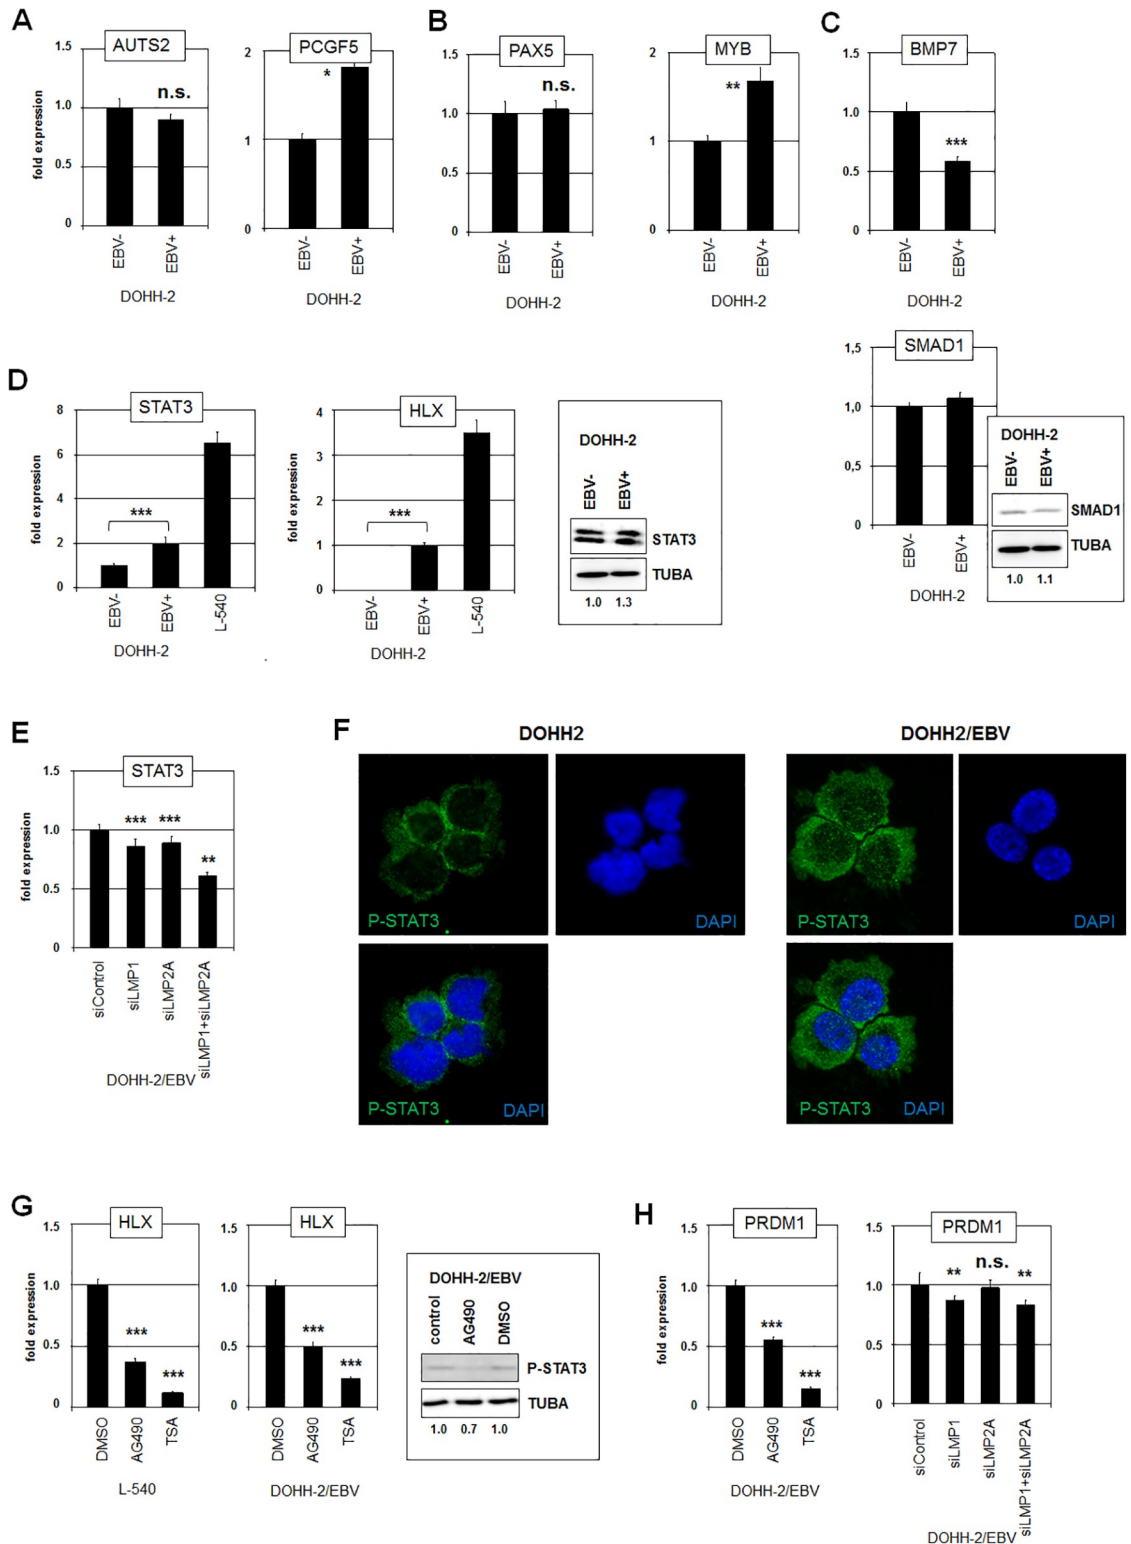 A
AUTS2
fold expression
1.5
1.0
0.5
0
n.s.
EBV-
EBV+
DOHH-2
PCGF5
2
1
0
*
EBV-
EBV+
DOHH-2
B
PAX5
1.5
1.0
0.5
0
n.s.
EBV-
EBV+
DOHH-2
MYB
2
1
0
**
EBV-
EBV+
DOHH-2
C
BMP7
1.5
1.0
0.5
0
***
EBV-
EBV+
DOHH-2
SMAD1
1,5
1,0
0,5
0
EBV-
EBV+
DOHH-2
DOHH-2
EBV-
EBV+
SMAD1
TUBA
1.0 1.1
D
STAT3
fold expression
8
6
4
2
0
***
EBV-
EBV+
L-540
DOHH-2
HLX
fold expression
4
3
2
1
0
***
EBV-
EBV+
L-540
DOHH-2
DOHH-2
EBV-
EBV+
STAT3
TUBA
1.0 1.3
E
STAT3
fold expression
1.5
1.0
0.5
0
***
***
**
siControl
siLMP1
siLMP2A
siLMP1+siLMP2A
DOHH-2/EBV
F
DOHH2
P-STAT3
DAPI
P-STAT3
DAPI
DOHH2/EBV
P-STAT3
DAPI
P-STAT3
DAPI
G
HLX
fold expression
1.5
1.0
0.5
0
***
***
DMSO
AG490
TSA
L-540
HLX
1.5
1.0
0.5
0
***
***
DMSO
AG490
TSA
DOHH-2/EBV
DOHH-2/EBV
control
AG490
DMSO
P-STAT3
TUBA
1.0 0.7 1.0
H
PRDM1
fold expression
1.5
1.0
0.5
0
***
***
DMSO
AG490
TSA
DOHH-2/EBV
PRDM1
1.5
1.0
0.5
0
**
n.s.
**
siControl
siLMP1
siLMP2A
siLMP1+siLMP2A
DOHH-2/EBV